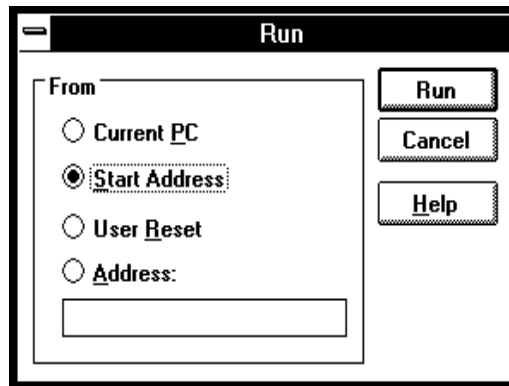 Run
From
Current PC
Start Address
User Reset
Address:
Run
Cancel
Help